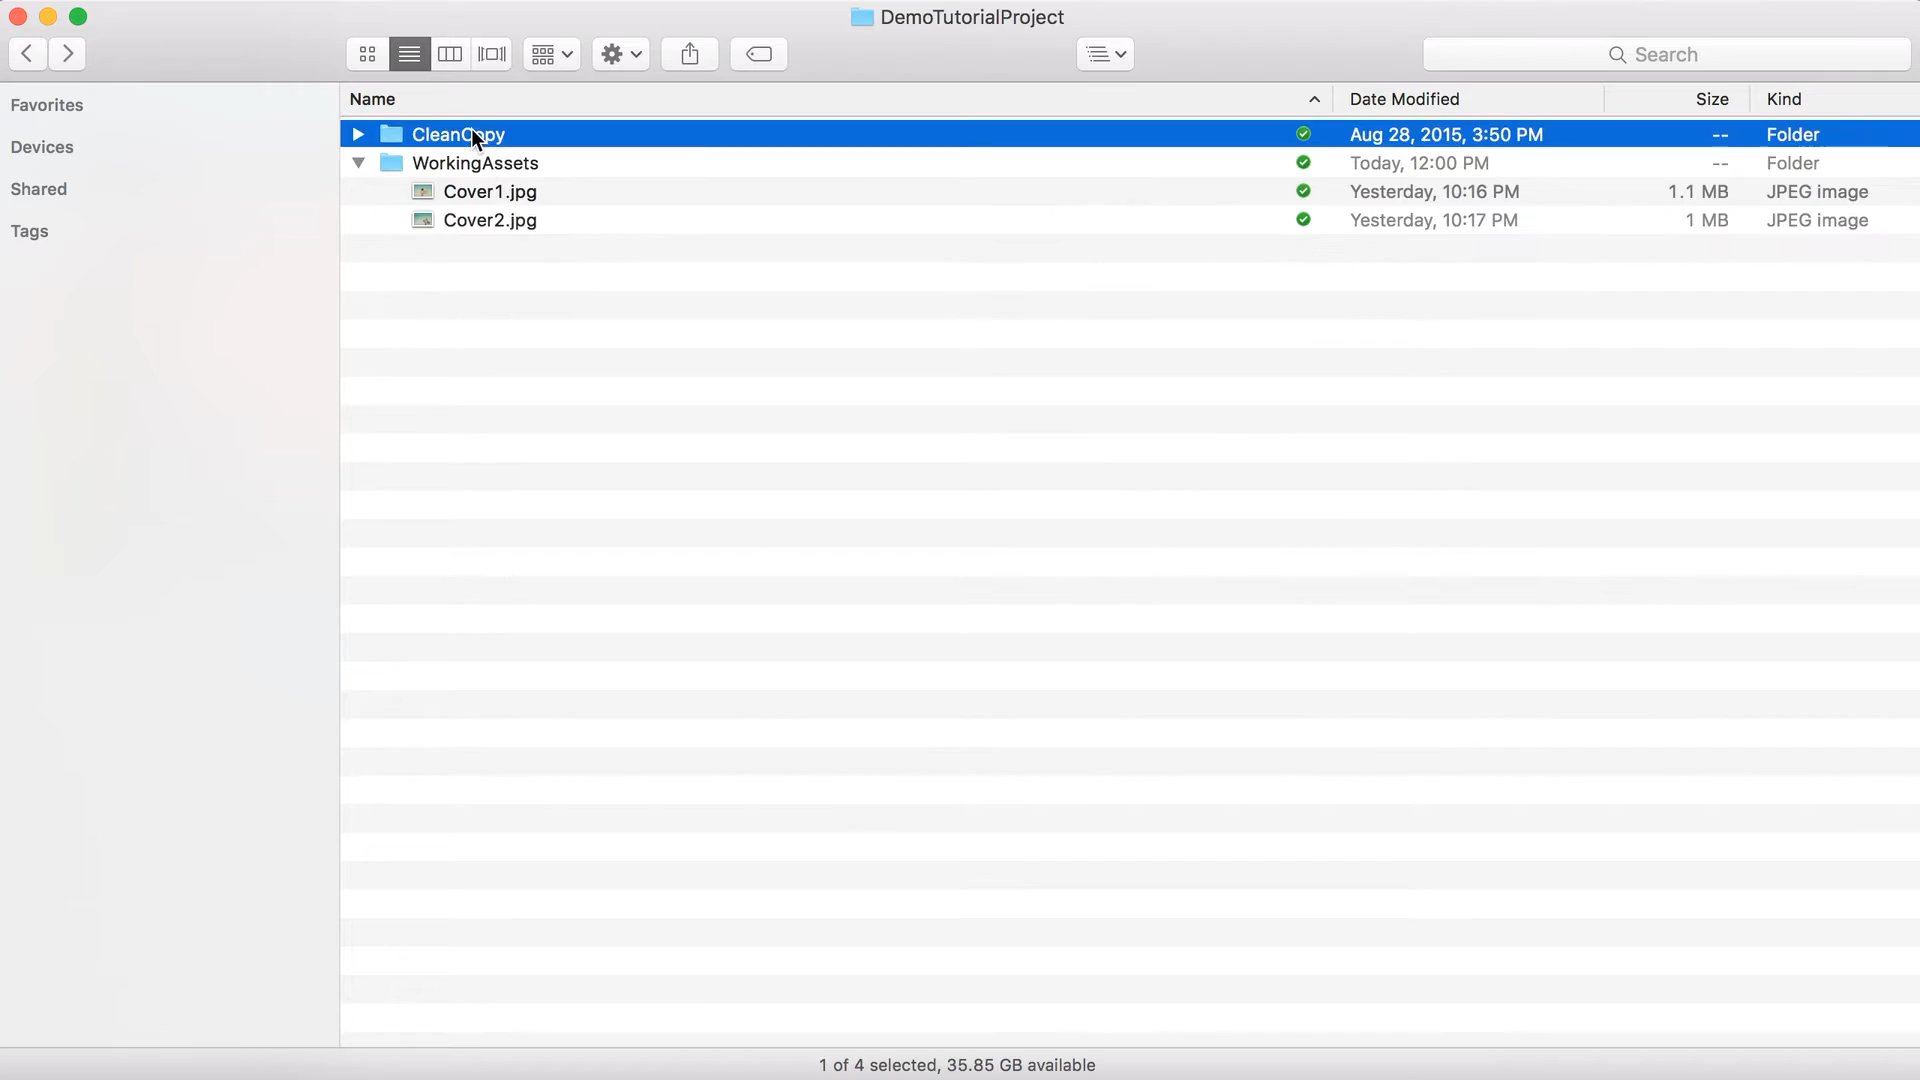 DemoTutorialProject
Search
Favorites
Devices
Shared
Tags
Name Date Modified Size Kind
CleanCopy Aug 28, 2015, 3:50 PM -- Folder
WorkingAssets Today, 12:00 PM -- Folder
Cover1.jpg Yesterday, 10:16 PM 1.1 MB JPEG image
Cover2.jpg Yesterday, 10:17 PM 1 MB JPEG image
1 of 4 selected, 35.85 GB available